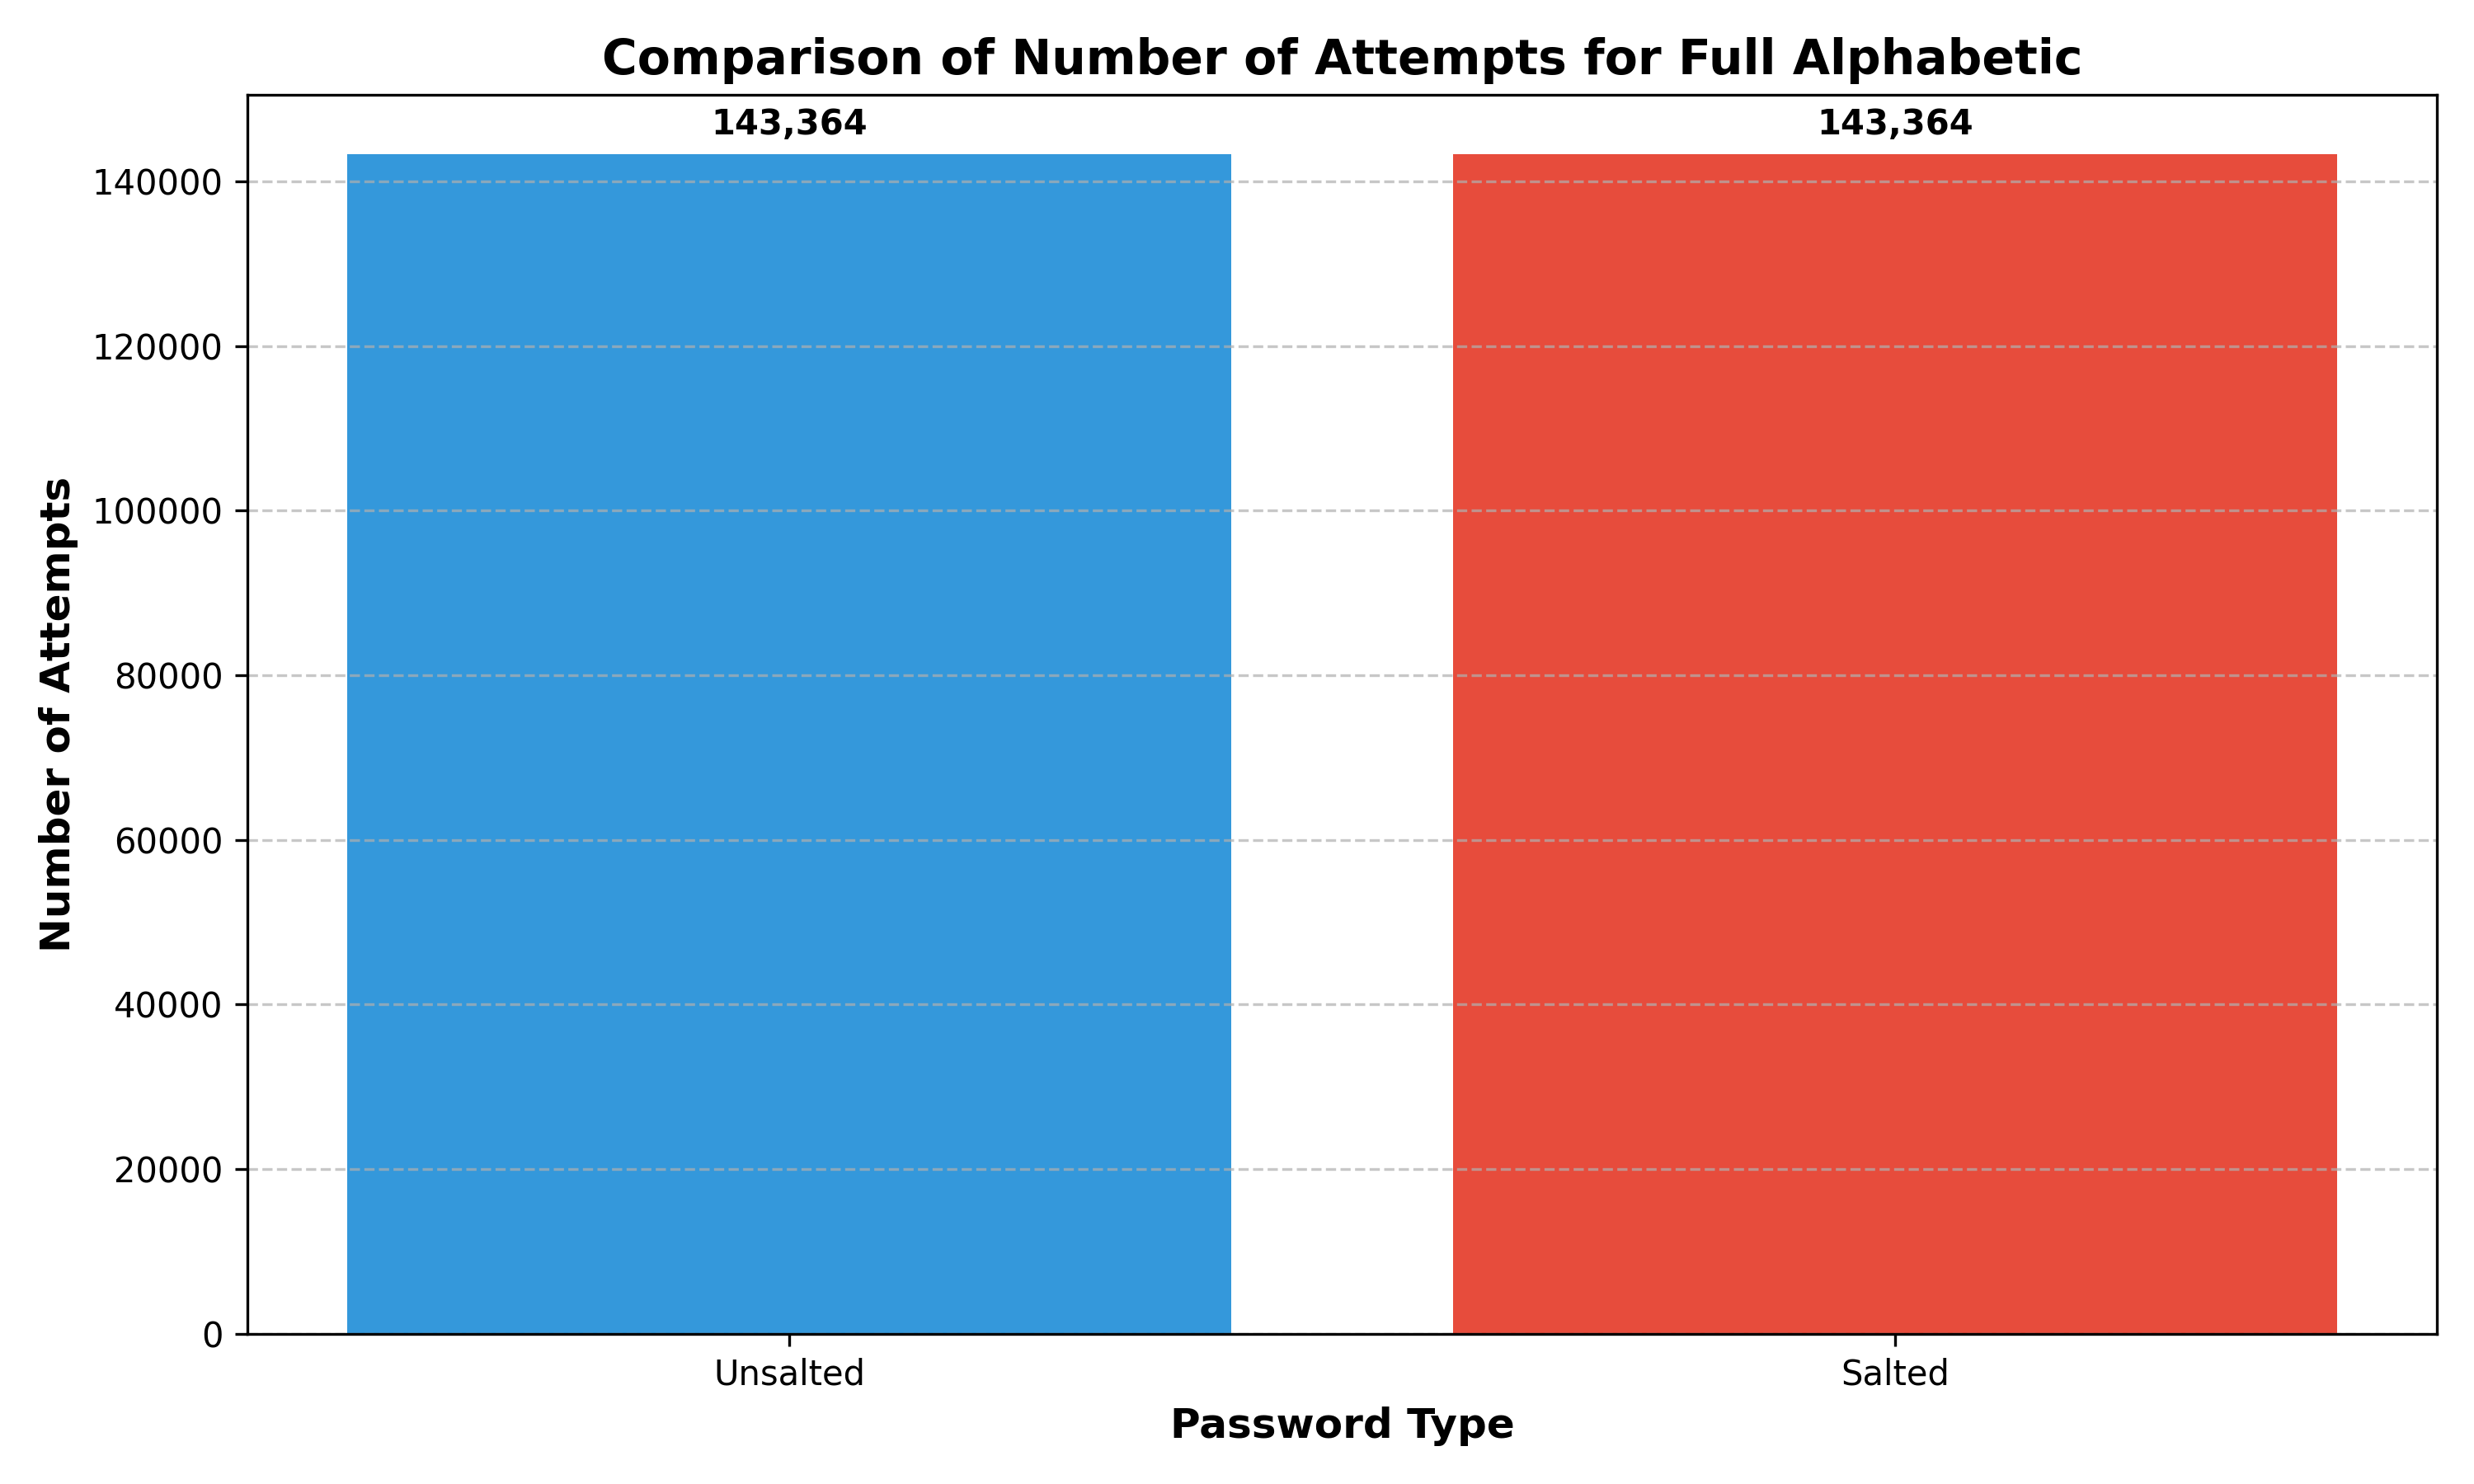 Comparison of Number of Attempts for Full Alphabetic
143,364
143,364
140000
120000
100000
80000
60000
40000
20000
0
Number of Attempts
Unsalted
Salted
Password Type